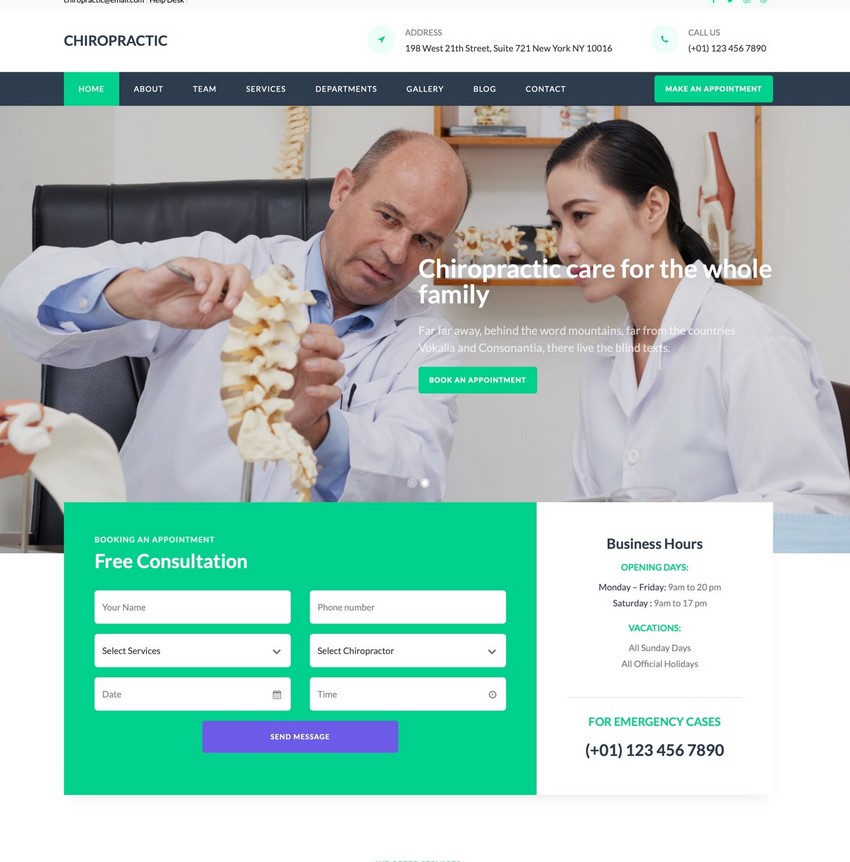 chiropractic@email.com | Help Desk |
CHIROPRACTIC
ADDRESS
198 West 21th Street, Suite 721 New York NY 10016
CALL US
(+01) 123 456 7890
HOME
ABOUT
TEAM
SERVICES
DEPARTMENTS
GALLERY
BLOG
CONTACT
MAKE AN APPOINTMENT
Chiropractic care for the whole
family
Far far away, behind the word mountains, far from the countries
Vokalia and Consonantia, there live the blind texts.
BOOK AN APPOINTMENT
BOOKING AN APPOINTMENT
Free Consultation
Your Name
Phone number
Select Services
Select Chiropractor
Date
Time
SEND MESSAGE
Business Hours
OPENING DAYS:
Monday – Friday: 9am to 20 pm
Saturday : 9am to 17 pm
VACATIONS:
All Sunday Days
All Official Holidays
FOR EMERGENCY CASES
(+01) 123 456 7890